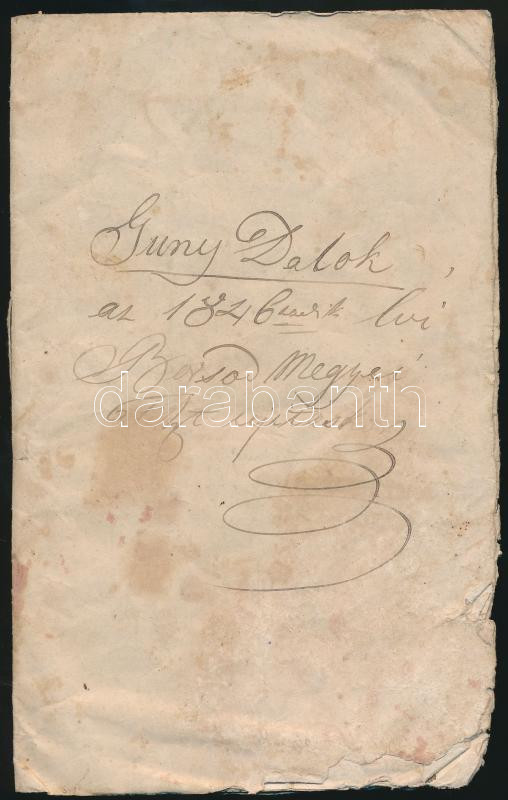 Guny Dalok,
az 1846dik évi
Borsod Megyei
darabanth